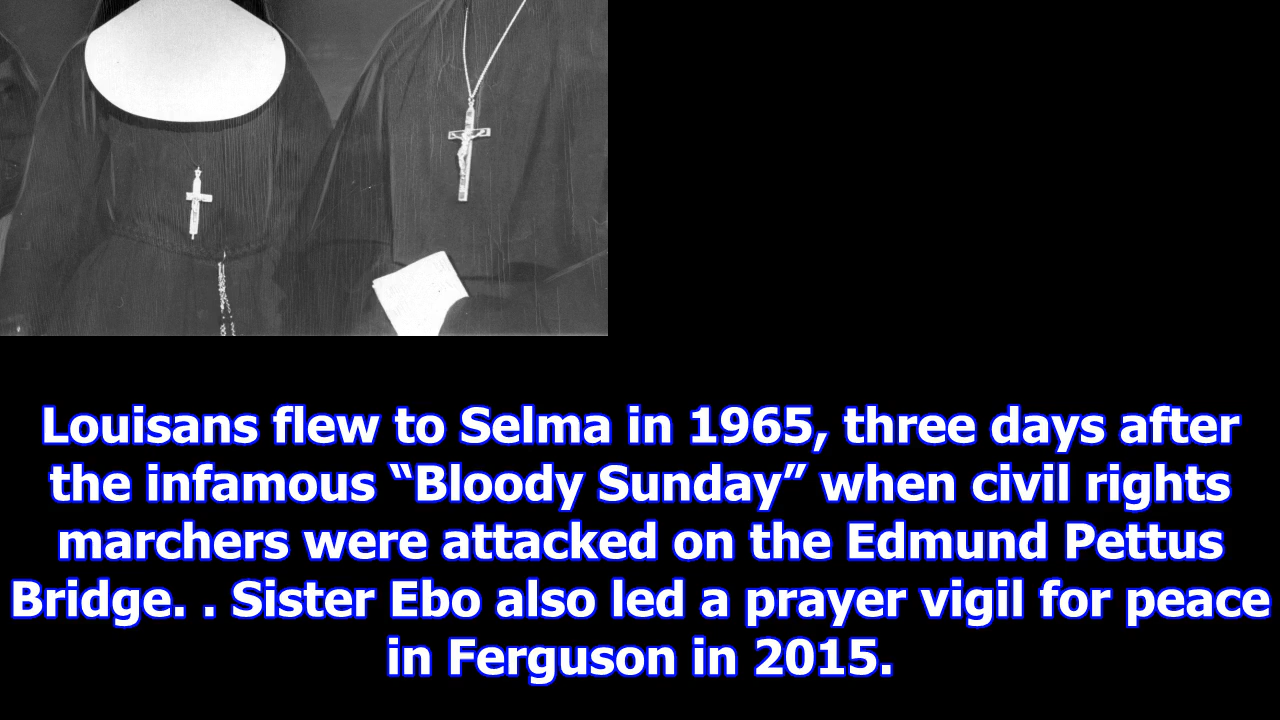 Louisans flew to Selma in 1965, three days after
the infamous “Bloody Sunday” when civil rights
marchers were attacked on the Edmund Pettus
Bridge. . Sister Ebo also led a prayer vigil for peace
in Ferguson in 2015.